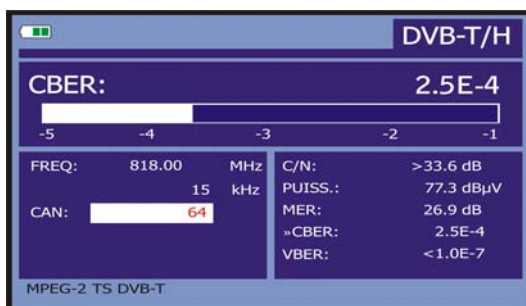 DVB-T/H
CBER: 2.5E-4
-5 -4 -3 -2 -1
FREQ: 818.00 MHz
15 kHz
CAN: 64
C/N: >33.6 dB
PUISS.: 77.3 dBµV
MER: 26.9 dB
»CBER: 2.5E-4
VBER: <1.0E-7
MPEG-2 TS DVB-T